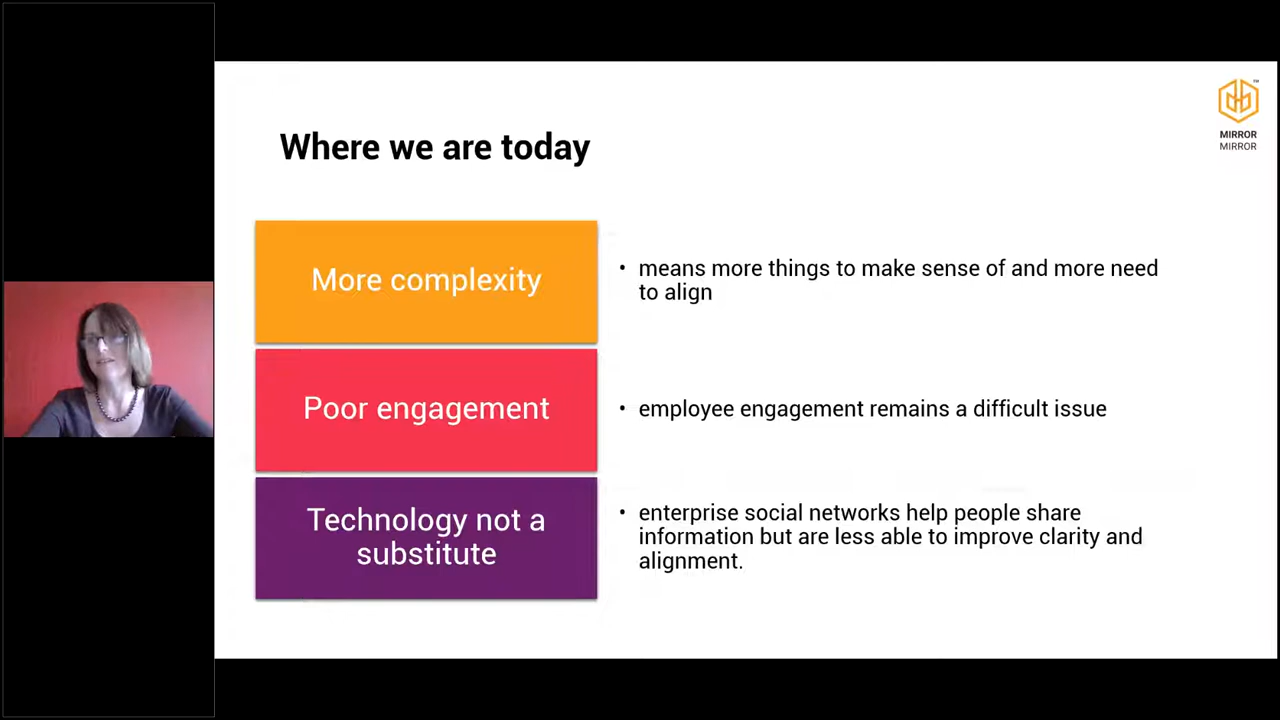 Where we are today
MIRROR
MIRROR
More complexity
• means more things to make sense of and more need
to align
Poor engagement
• employee engagement remains a difficult issue
Technology not a
substitute
• enterprise social networks help people share
information but are less able to improve clarity and
alignment.